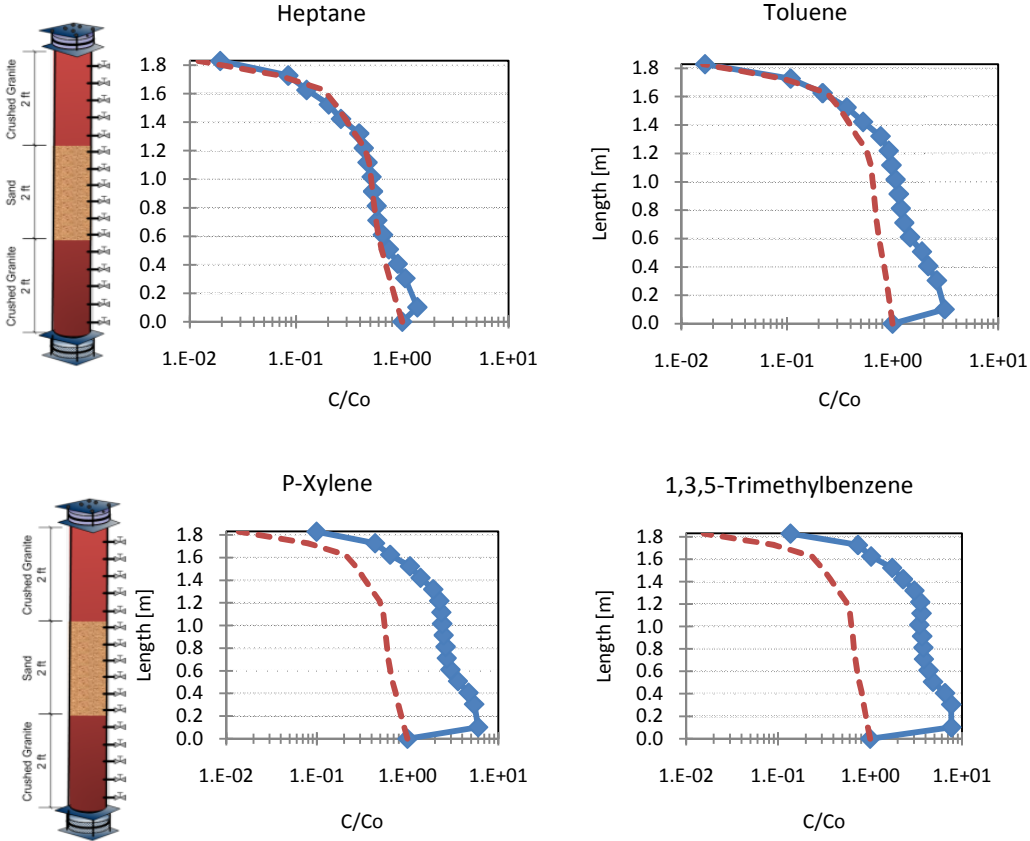 Heptane
Toluene
Crushed Granite
2 ft
Sand
2 ft
Crushed Granite
2 ft
1.8
1.6
1.4
1.2
1.0
0.8
0.6
0.4
0.2
0.0
1.E-02 1.E-01 1.E+00 1.E+01
C/Co
Length [m]
1.8
1.6
1.4
1.2
1.0
0.8
0.6
0.4
0.2
0.0
1.E-02 1.E-01 1.E+00 1.E+01
C/Co
P-Xylene
1,3,5-Trimethylbenzene
Crushed Granite
2 ft
Sand
2 ft
Crushed Granite
2 ft
Length [m]
1.8
1.6
1.4
1.2
1.0
0.8
0.6
0.4
0.2
0.0
1.E-02 1.E-01 1.E+00 1.E+01
C/Co
Length [m]
1.8
1.6
1.4
1.2
1.0
0.8
0.6
0.4
0.2
0.0
1.E-02 1.E-01 1.E+00 1.E+01
C/Co